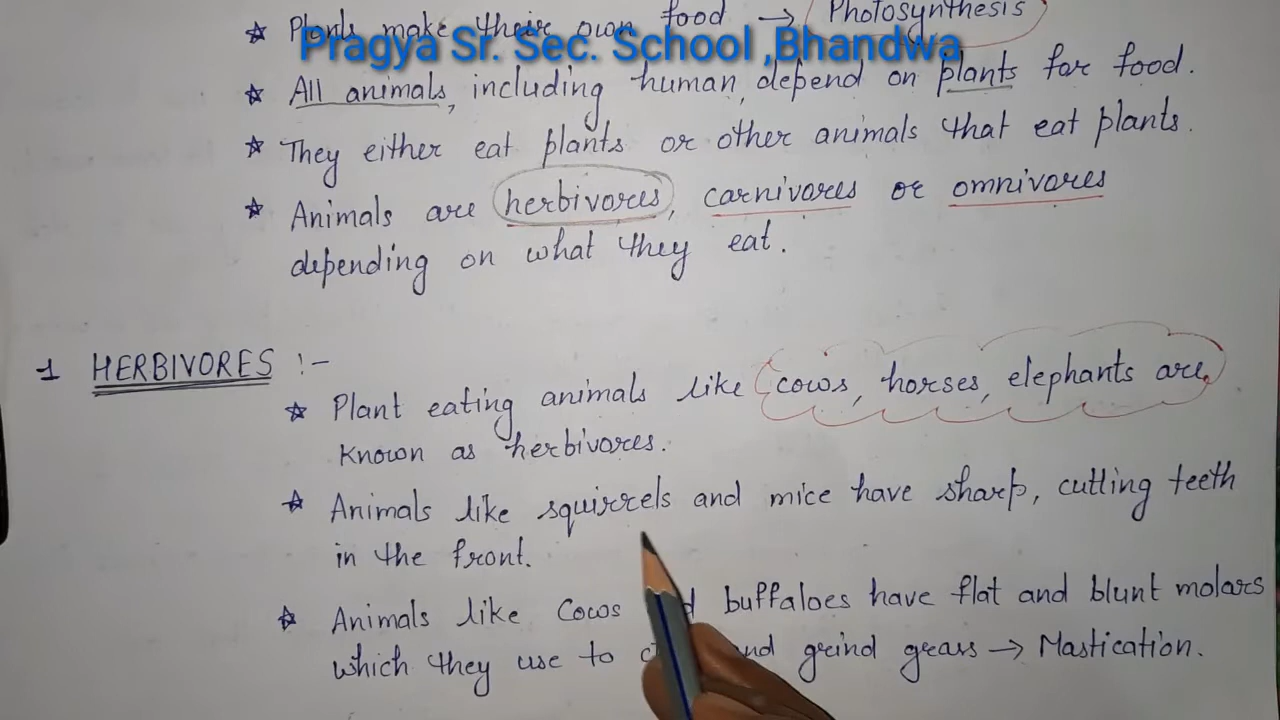 Plants make their own food → Photosynthesis
Pragya Sr. Sec. School ,Bhandwa
All animals, including human, depend on plants for food.
They either eat plants or other animals that eat plants.
Animals are herbivores, carnivores or omnivores
depending on what they eat.
1 HERBIVORES :-
Plant eating animals like cows, horses, elephants are
known as herbivores.
Animals like squirrels and mice have sharp, cutting teeth
in the front.
Animals like Cows buffaloes have flat and blunt molars
which they use to and grind grass → Mastication.